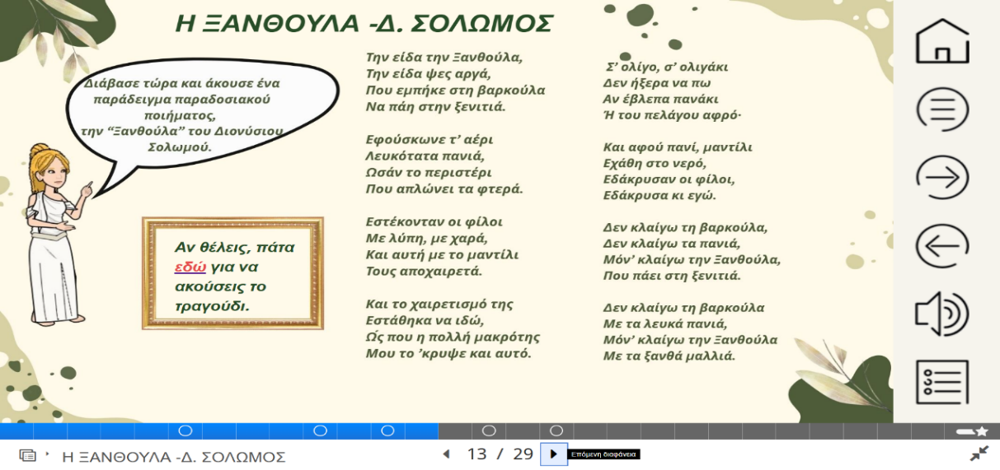 Η ΞΑΝΘΟΥΛΑ -Δ. ΣΟΛΩΜΟΣ
Διάβασε τώρα και άκουσε ένα
παράδειγμα παραδοσιακού
ποιήματος,
την “Ξανθούλα” του Διονύσιου
Σολωμού.
Αν θέλεις, πάτα
εδώ για να
ακούσεις το
τραγούδι.
Την είδα την Ξανθούλα,
Την είδα ψες αργά,
Που εμπήκε στη βαρκούλα
Να πάη στην ξενιτιά.
Εφούσκωνε τ’ αέρι
Λευκότατα πανιά,
Ωσάν το περιστέρι
Που απλώνει τα φτερά.
Εστέκονταν οι φίλοι
Με λύπη, με χαρά,
Και αυτή με το μαντίλι
Τους αποχαιρετά.
Και το χαιρετισμό της
Εστάθηκα να ιδώ,
Ως που η πολλή μακρότης
Μου το ’κρυψε και αυτό.
Σ’ ολίγο, σ’ ολιγάκι
Δεν ήξερα να πω
Αν έβλεπα πανάκι
Ή του πελάγου αφρό·
Και αφού πανί, μαντίλι
Εχάθη στο νερό,
Εδάκρυσαν οι φίλοι,
Εδάκρυσα κι εγώ.
Δεν κλαίγω τη βαρκούλα,
Δεν κλαίγω τα πανιά,
Μόν’ κλαίγω την Ξανθούλα,
Που πάει στη ξενιτιά.
Δεν κλαίγω τη βαρκούλα
Με τα λευκά πανιά,
Μόν’ κλαίγω την Ξανθούλα
Με τα ξανθά μαλλιά.
Η ΞΑΝΘΟΥΛΑ -Δ. ΣΟΛΩΜΟΣ
13 / 29
Επόμενη διαφάνεια